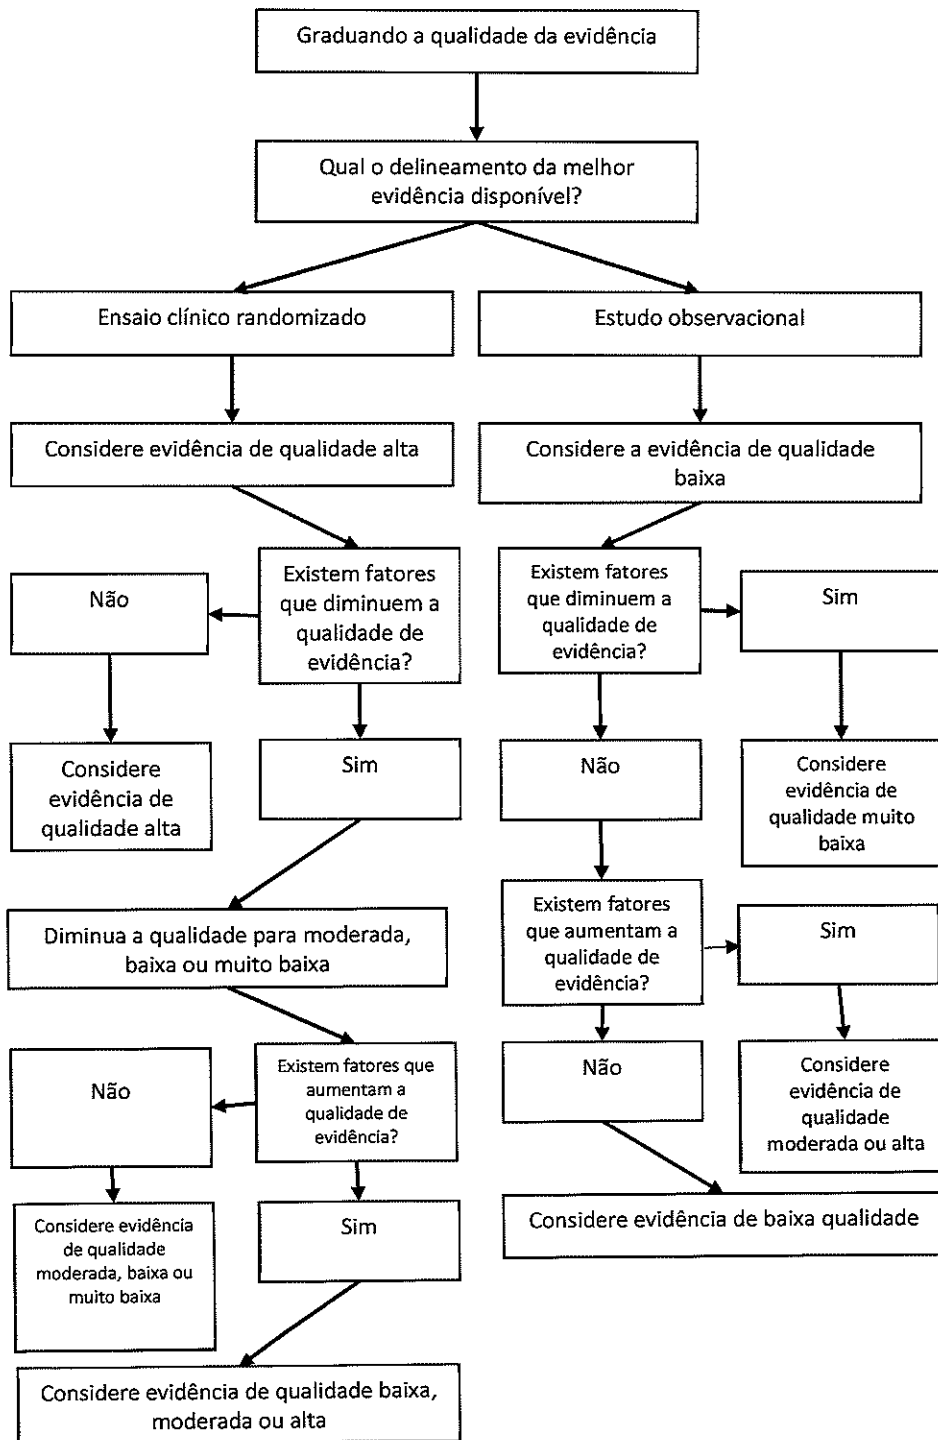 Graduando a qualidade da evidência
Qual o delineamento da melhor
evidência disponível?
Ensaio clínico randomizado
Estudo observacional
Considere evidência de qualidade alta
Considere a evidência de qualidade
baixa
Não
Existem fatores
que diminuem a
qualidade de
evidência?
Existem fatores
que diminuem a
qualidade de
evidência?
Sim
Considere
evidência de
qualidade alta
Sim
Não
Considere
evidência de
qualidade muito
baixa
Diminua a qualidade para moderada,
baixa ou muito baixa
Existem fatores
que aumentam a
qualidade de
evidência?
Sim
Não
Existem fatores que
aumentam a
qualidade de
evidência?
Não
Considere
evidência de
qualidade
moderada ou alta
Considere evidência
de qualidade
moderada, baixa ou
muito baixa
Sim
Considere evidência de baixa qualidade
Considere evidência de qualidade baixa,
moderada ou alta